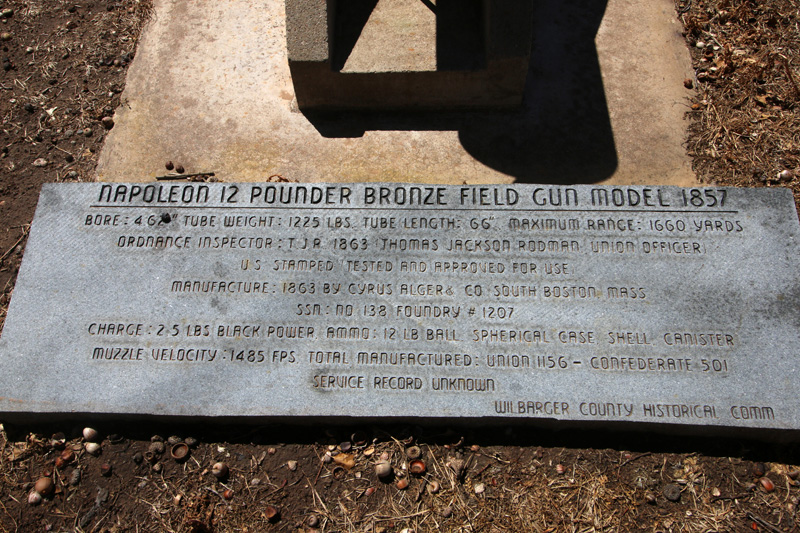 NAPOLEON 12 POUNDER BRONZE FIELD GUN MODEL 1857
BORE: 4.62" TUBE WEIGHT: 1225 LBS. TUBE LENGTH: 66". MAXIMUM RANGE: 1660 YARDS
ORDNANCE INSPECTOR: T.J.R. 1863 (THOMAS JACKSON RODMAN UNION OFFICER)
U.S. STAMPED "TESTED AND APPROVED FOR USE."
MANUFACTURE: 1863 BY CYRUS ALGER & CO. SOUTH BOSTON, MASS.
SSN.: NO 138 FOUNDRY # 1207
CHARGE: 2.5 LBS BLACK POWER AMMO: 12 LB BALL, SPHERICAL CASE, SHELL, CANISTER
MUZZLE VELOCITY: 1485 FPS. TOTAL MANUFACTURED: UNION 1156 - CONFEDERATE 501
SERVICE RECORD UNKNOWN
WILBARGER COUNTY HISTORICAL COMM